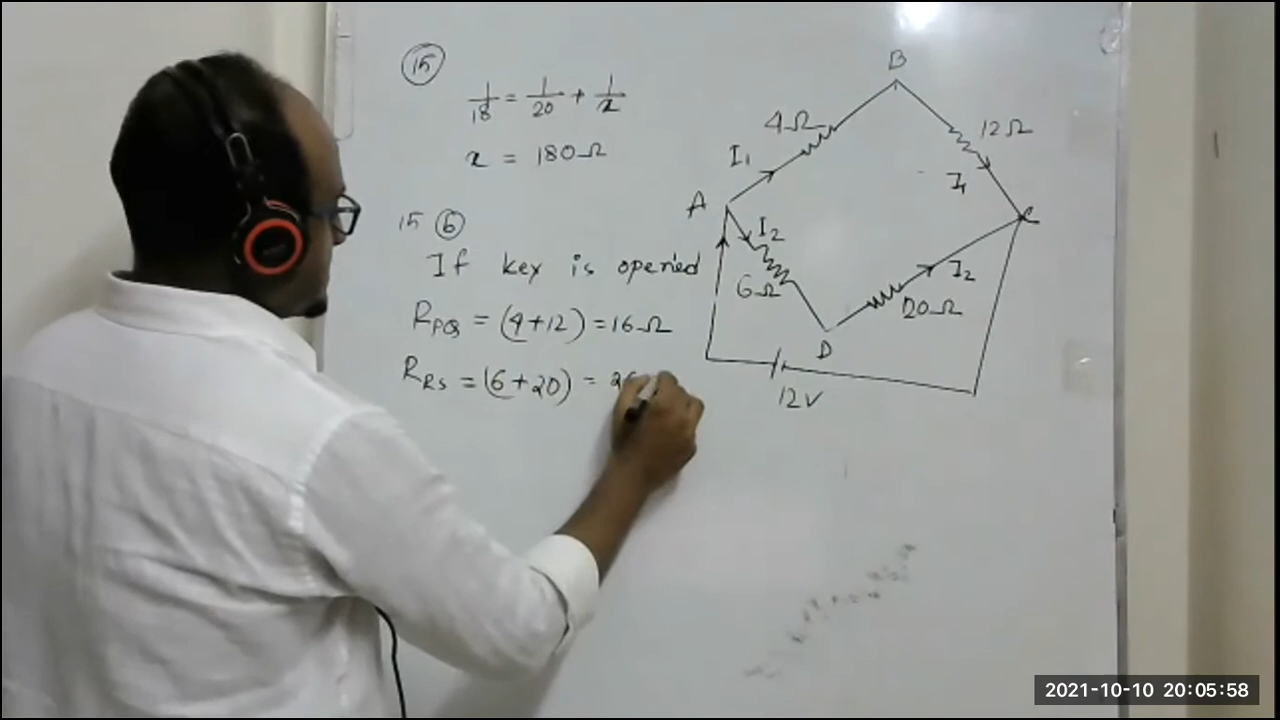 15
1/18 = 1/20 + 1/x
x = 180Ω
15 6
If key is opened
R_PQ = (4+12) = 16Ω
R_RS = (6+20) =
B
4Ω
12Ω
I₁
I₁
A
C
I₂
6Ω
I₂
20Ω
D
12V
2021-10-10 20:05:58